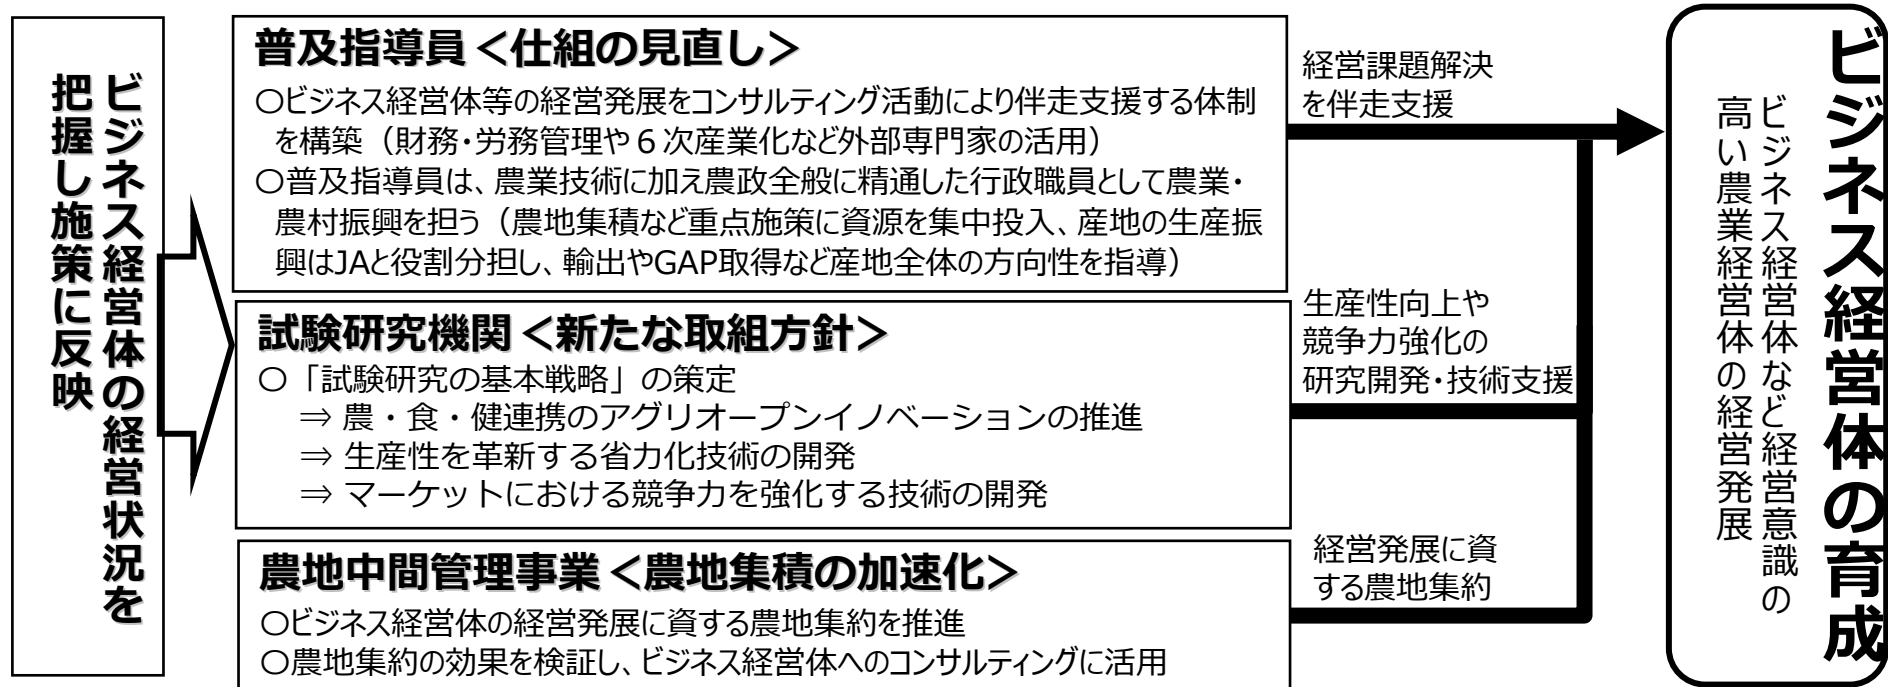 ビジネス経営体の経営状況を
把握し施策に反映
普及指導員＜仕組の見直し＞
○ビジネス経営体等の経営発展をコンサルティング活動により伴走支援する体制
を構築（財務・労務管理や６次産業化など外部専門家の活用）
○普及指導員は、農業技術に加え農政全般に精通した行政職員として農業・
農村振興を担う（農地集積など重点施策に資源を集中投入、産地の生産振
興はJAと役割分担し、輸出やGAP取得など産地全体の方向性を指導）
試験研究機関＜新たな取組方針＞
○「試験研究の基本戦略」の策定
⇒ 農・食・健連携のアグリオープンイノベーションの推進
⇒ 生産性を革新する省力化技術の開発
⇒ マーケットにおける競争力を強化する技術の開発
農地中間管理事業＜農地集積の加速化＞
○ビジネス経営体の経営発展に資する農地集約を推進
○農地集約の効果を検証し、ビジネス経営体へのコンサルティングに活用
経営課題解決
を伴走支援
生産性向上や
競争力強化の
研究開発・技術支援
経営発展に資
する農地集約
ビジネス経営体の育成
ビジネス経営体など経営意識の
高い農業経営体の経営発展